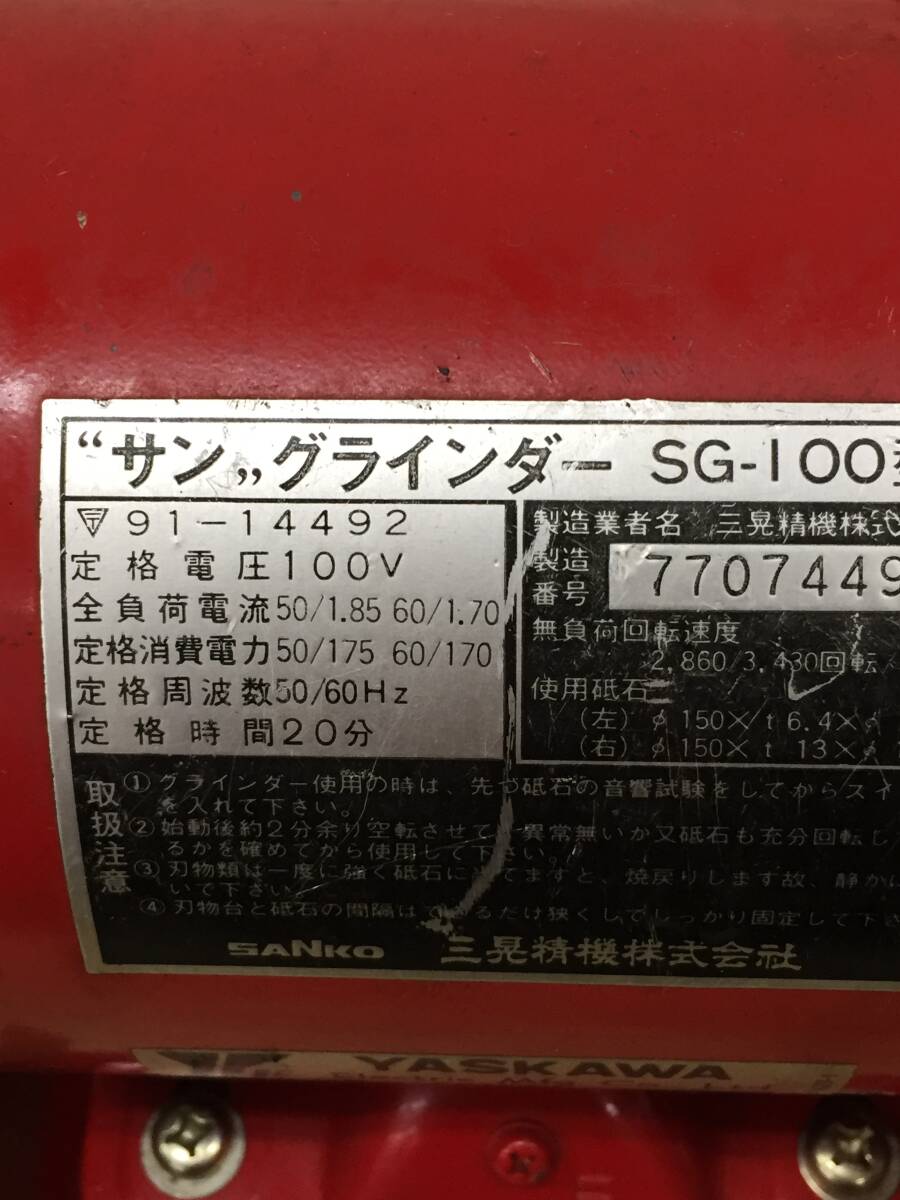 “サン„グラインダー SG-100型
〒91-14492
定格電圧100V
全負荷電流50/1.85 60/1.70
定格消費電力50/175 60/170
定格周波数50/60Hz
定格時間20分
製造業者名 三晃精機株式
製造番号 7707449
無負荷回転速度
2,860/3,430回転
使用砥石
(左) φ150×t6.4×φ
(右) φ150×t 13×φ
取扱注意
①グラインダー使用の時は、先づ砥石の音響試験をしてからスイ
を入れて下さい。
②始動後約2分余り空転させて、異常無いか又砥石も充分回転し
るかを確めてから使用して下さい。
③刃物類は一度に強く砥石に当てますと、焼戻りします故、静かに
いて下さい
④刃物台と砥石の間隔はできるだけ狭くしてしっかり固定して下さ
SANKO 三晃精機株式会社
YASKAWA
Electric Mfg. Co., Ltd.